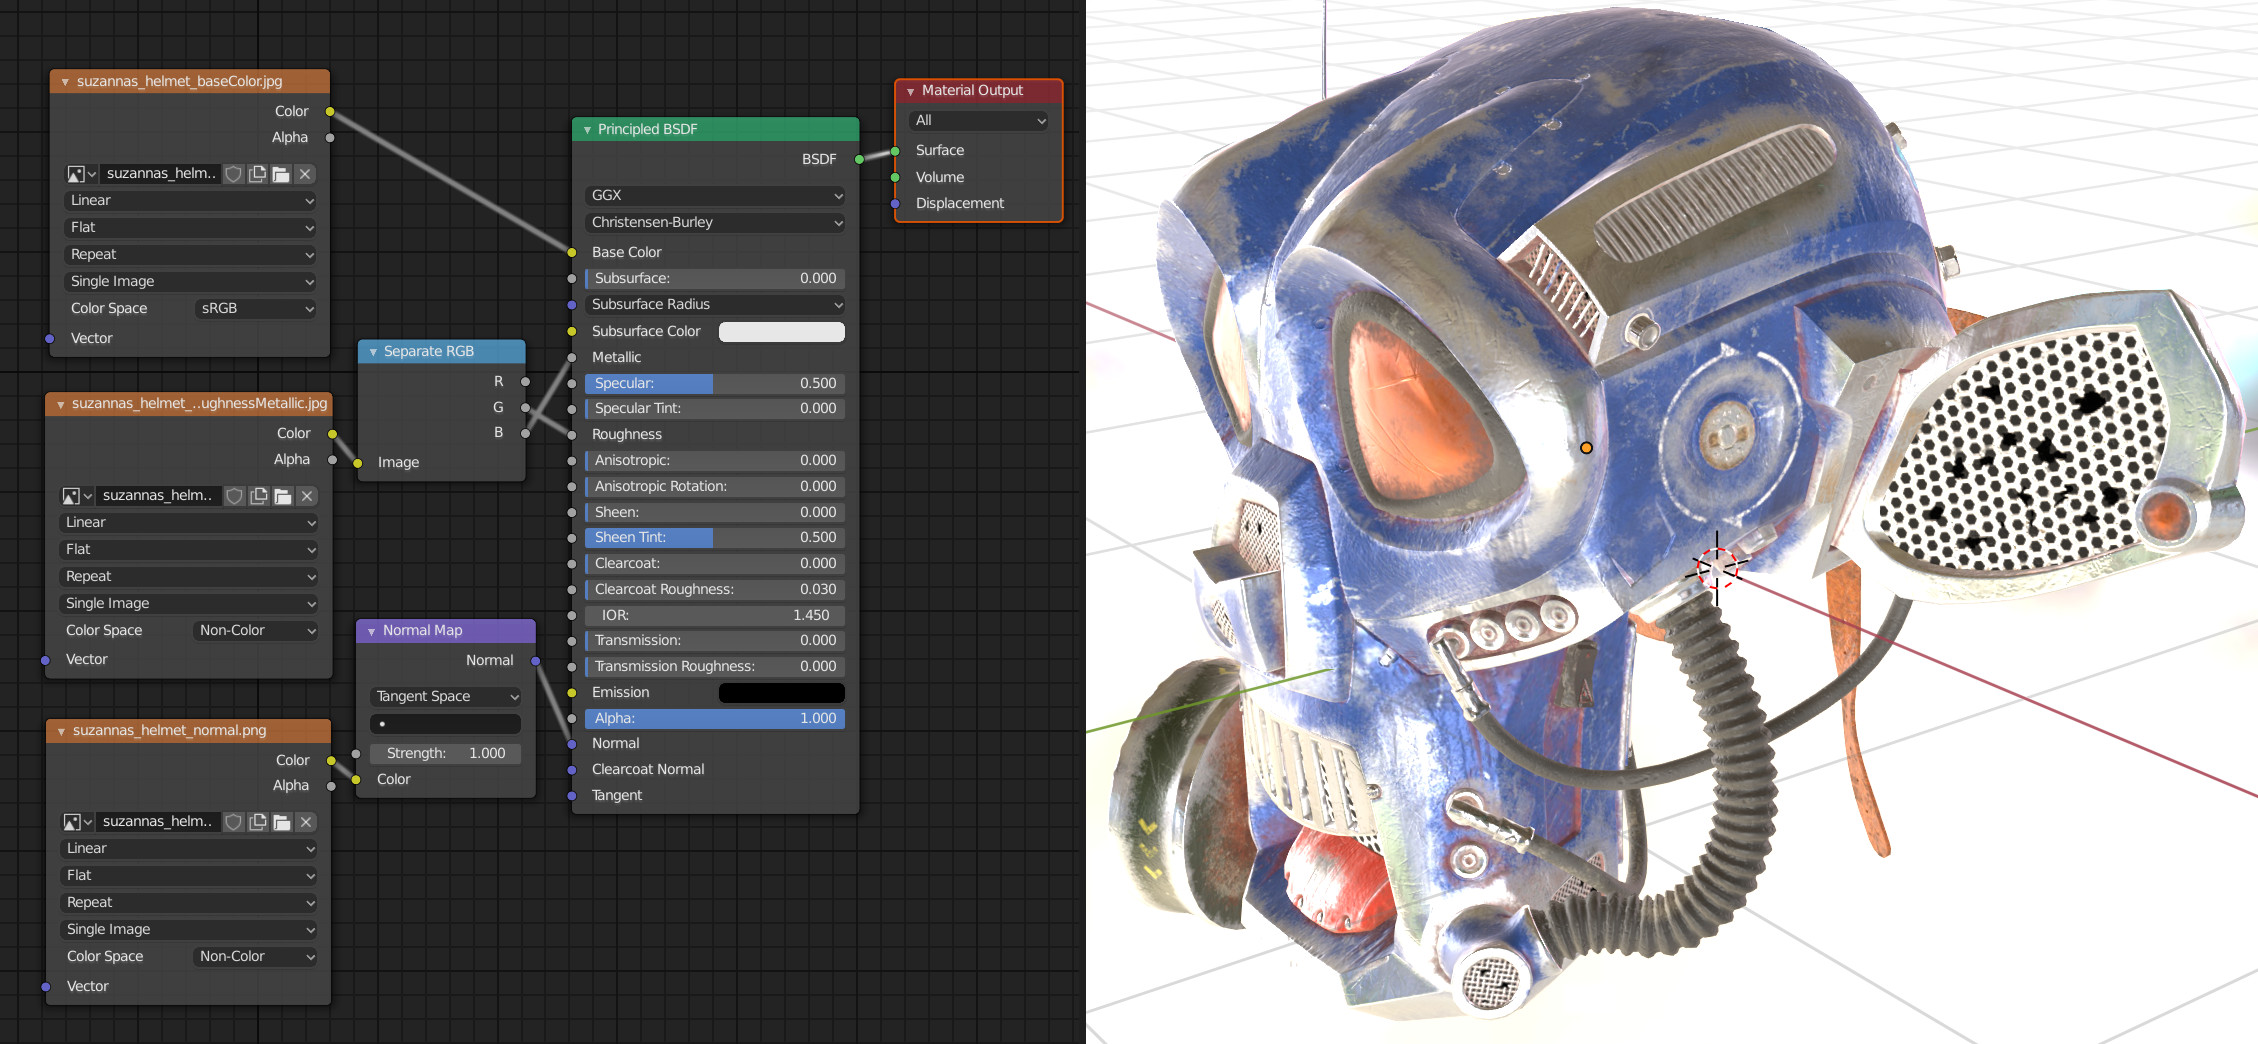 suzannas_helmet_baseColor.jpg
Color
Alpha
suzannas_helm..
Linear
Flat
Repeat
Single Image
Color Space sRGB
Vector
suzannas_helmet_..ughnessMetallic.jpg
Color
Alpha
suzannas_helm..
Linear
Flat
Repeat
Single Image
Color Space Non-Color
Vector
suzannas_helmet_normal.png
Color
Alpha
suzannas_helm..
Linear
Flat
Repeat
Single Image
Color Space Non-Color
Vector
Separate RGB
R
G
B
Image
Normal Map
Normal
Tangent Space
Strength: 1.000
Color
Principled BSDF
BSDF
GGX
Christensen-Burley
Base Color
Subsurface: 0.000
Subsurface Radius
Subsurface Color
Metallic
Specular: 0.500
Specular Tint: 0.000
Roughness
Anisotropic: 0.000
Anisotropic Rotation: 0.000
Sheen: 0.000
Sheen Tint: 0.500
Clearcoat: 0.000
Clearcoat Roughness: 0.030
IOR: 1.450
Transmission: 0.000
Transmission Roughness: 0.000
Emission
Alpha: 1.000
Normal
Clearcoat Normal
Tangent
Material Output
All
Surface
Volume
Displacement